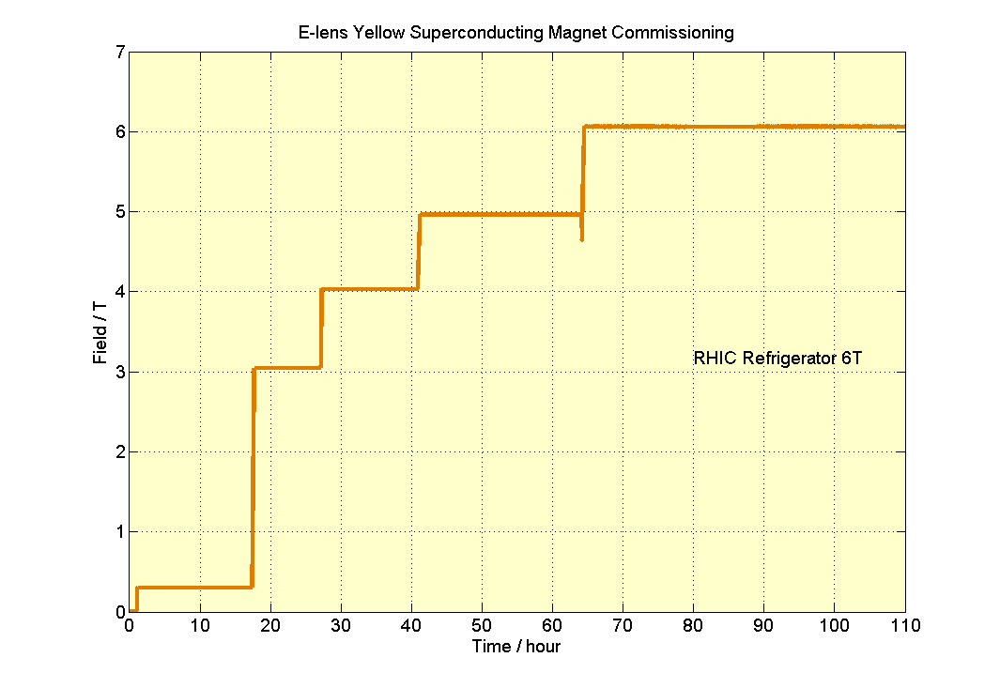 E-lens Yellow Superconducting Magnet Commissioning
7
6
5
4
3
2
1
0
Field / T
RHIC Refrigerator 6T
0 10 20 30 40 50 60 70 80 90 100 110
Time / hour